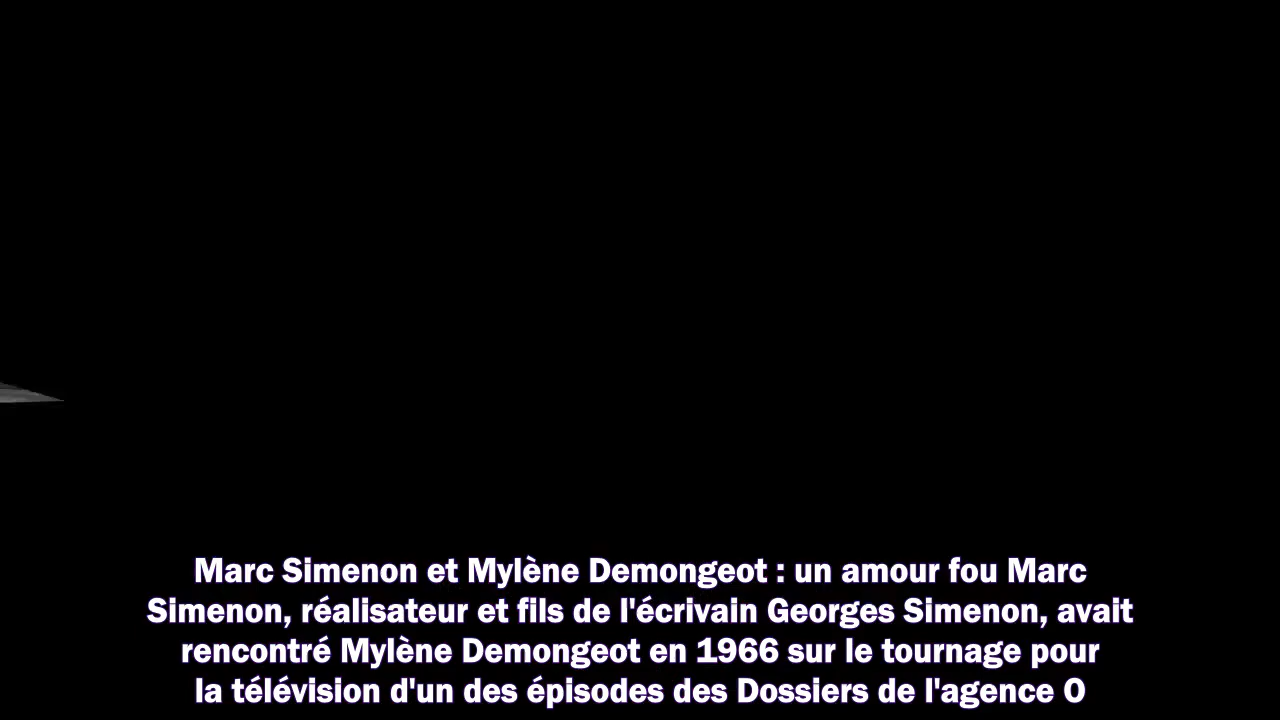 Marc Simenon et Mylène Demongeot : un amour fou Marc
Simenon, réalisateur et fils de l'écrivain Georges Simenon, avait
rencontré Mylène Demongeot en 1966 sur le tournage pour
la télévision d'un des épisodes des Dossiers de l'agence O